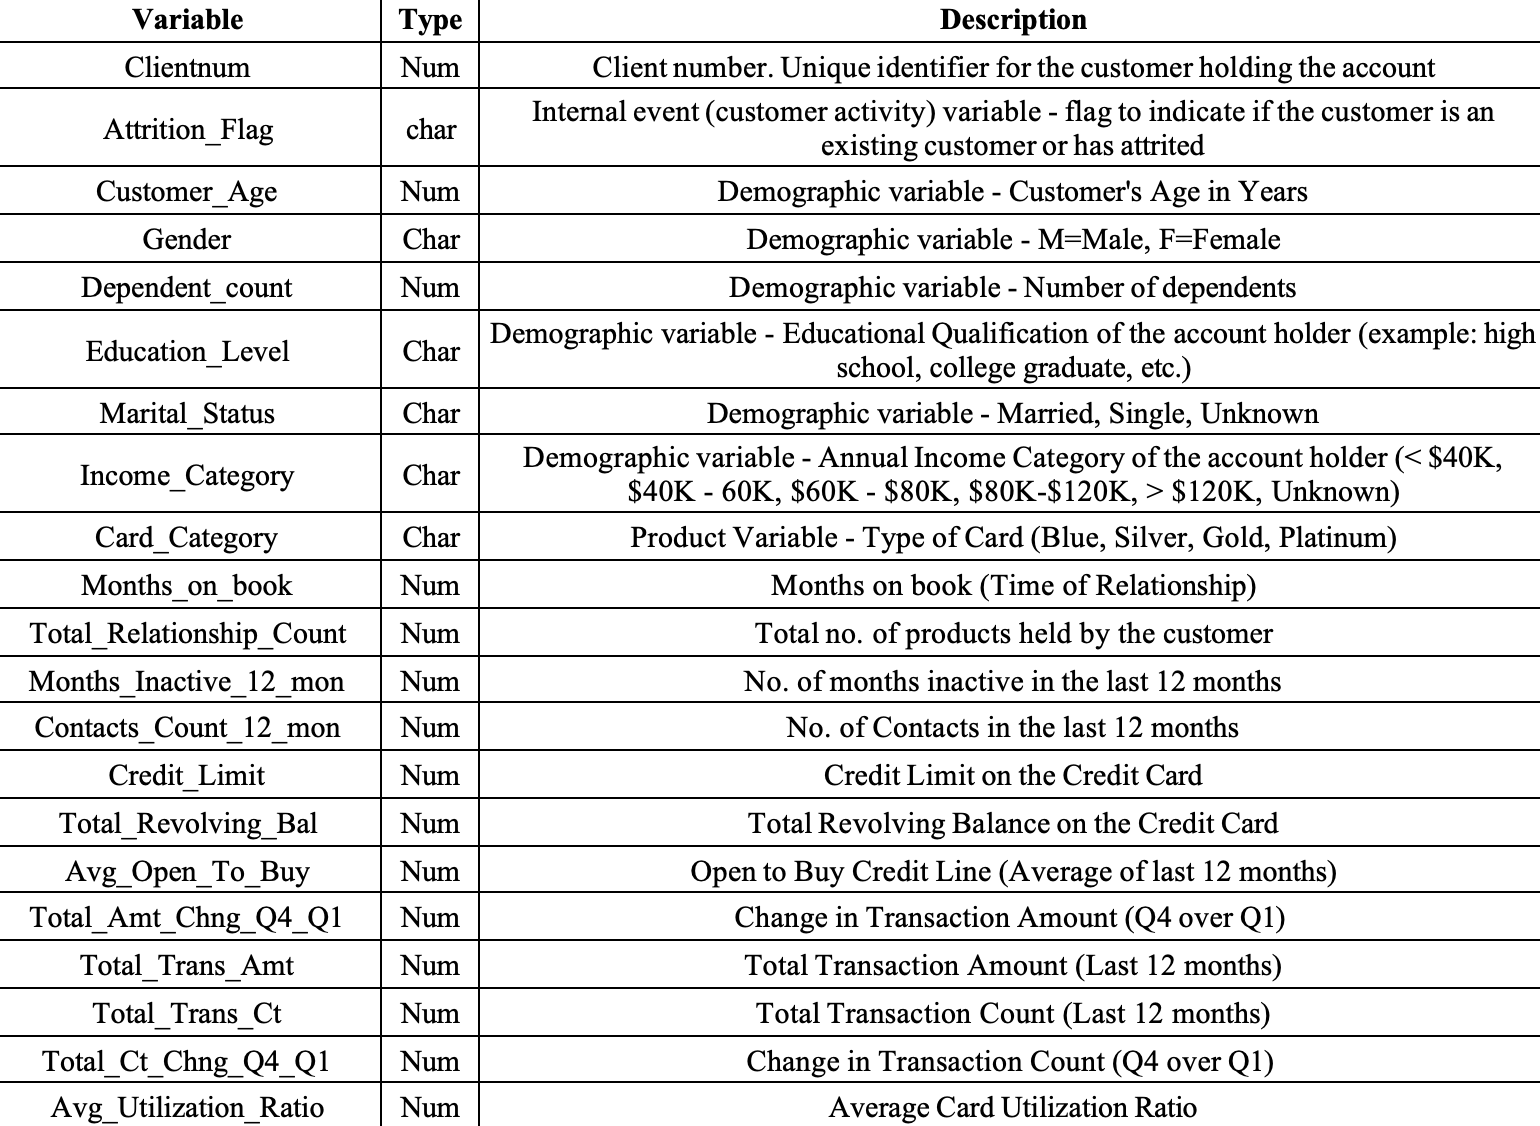 Variable Type Description
Clientnum Num Client number. Unique identifier for the customer holding the account
Attrition_Flag char Internal event (customer activity) variable - flag to indicate if the customer is an
existing customer or has attrited
Customer_Age Num Demographic variable - Customer's Age in Years
Gender Char Demographic variable - M=Male, F=Female
Dependent_count Num Demographic variable - Number of dependents
Education_Level Char Demographic variable - Educational Qualification of the account holder (example: high
school, college graduate, etc.)
Marital_Status Char Demographic variable - Married, Single, Unknown
Income_Category Char Demographic variable - Annual Income Category of the account holder (< $40K,
$40K - 60K, $60K - $80K, $80K-$120K, > $120K, Unknown)
Card_Category Char Product Variable - Type of Card (Blue, Silver, Gold, Platinum)
Months_on_book Num Months on book (Time of Relationship)
Total_Relationship_Count Num Total no. of products held by the customer
Months_Inactive_12_mon Num No. of months inactive in the last 12 months
Contacts_Count_12_mon Num No. of Contacts in the last 12 months
Credit_Limit Num Credit Limit on the Credit Card
Total_Revolving_Bal Num Total Revolving Balance on the Credit Card
Avg_Open_To_Buy Num Open to Buy Credit Line (Average of last 12 months)
Total_Amt_Chng_Q4_Q1 Num Change in Transaction Amount (Q4 over Q1)
Total_Trans_Amt Num Total Transaction Amount (Last 12 months)
Total_Trans_Ct Num Total Transaction Count (Last 12 months)
Total_Ct_Chng_Q4_Q1 Num Change in Transaction Count (Q4 over Q1)
Avg_Utilization_Ratio Num Average Card Utilization Ratio